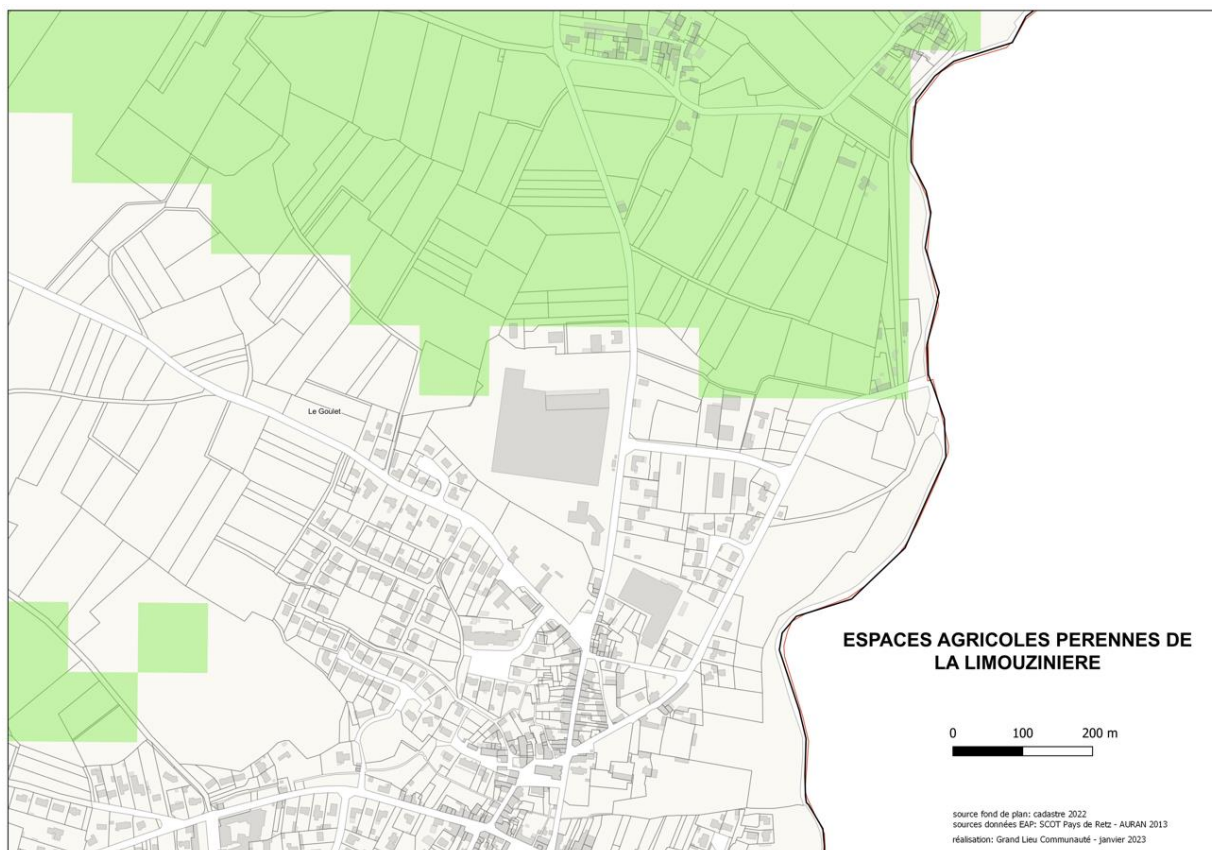 Le Goulet
ESPACES AGRICOLES PERENNES DE
LA LIMOUZINIERE
0 100 200 m
source fond de plan: cadastre 2022
sources données EAP: SCOT Pays de Retz - AURAN 2013
réalisation: Grand Lieu Communauté - janvier 2023